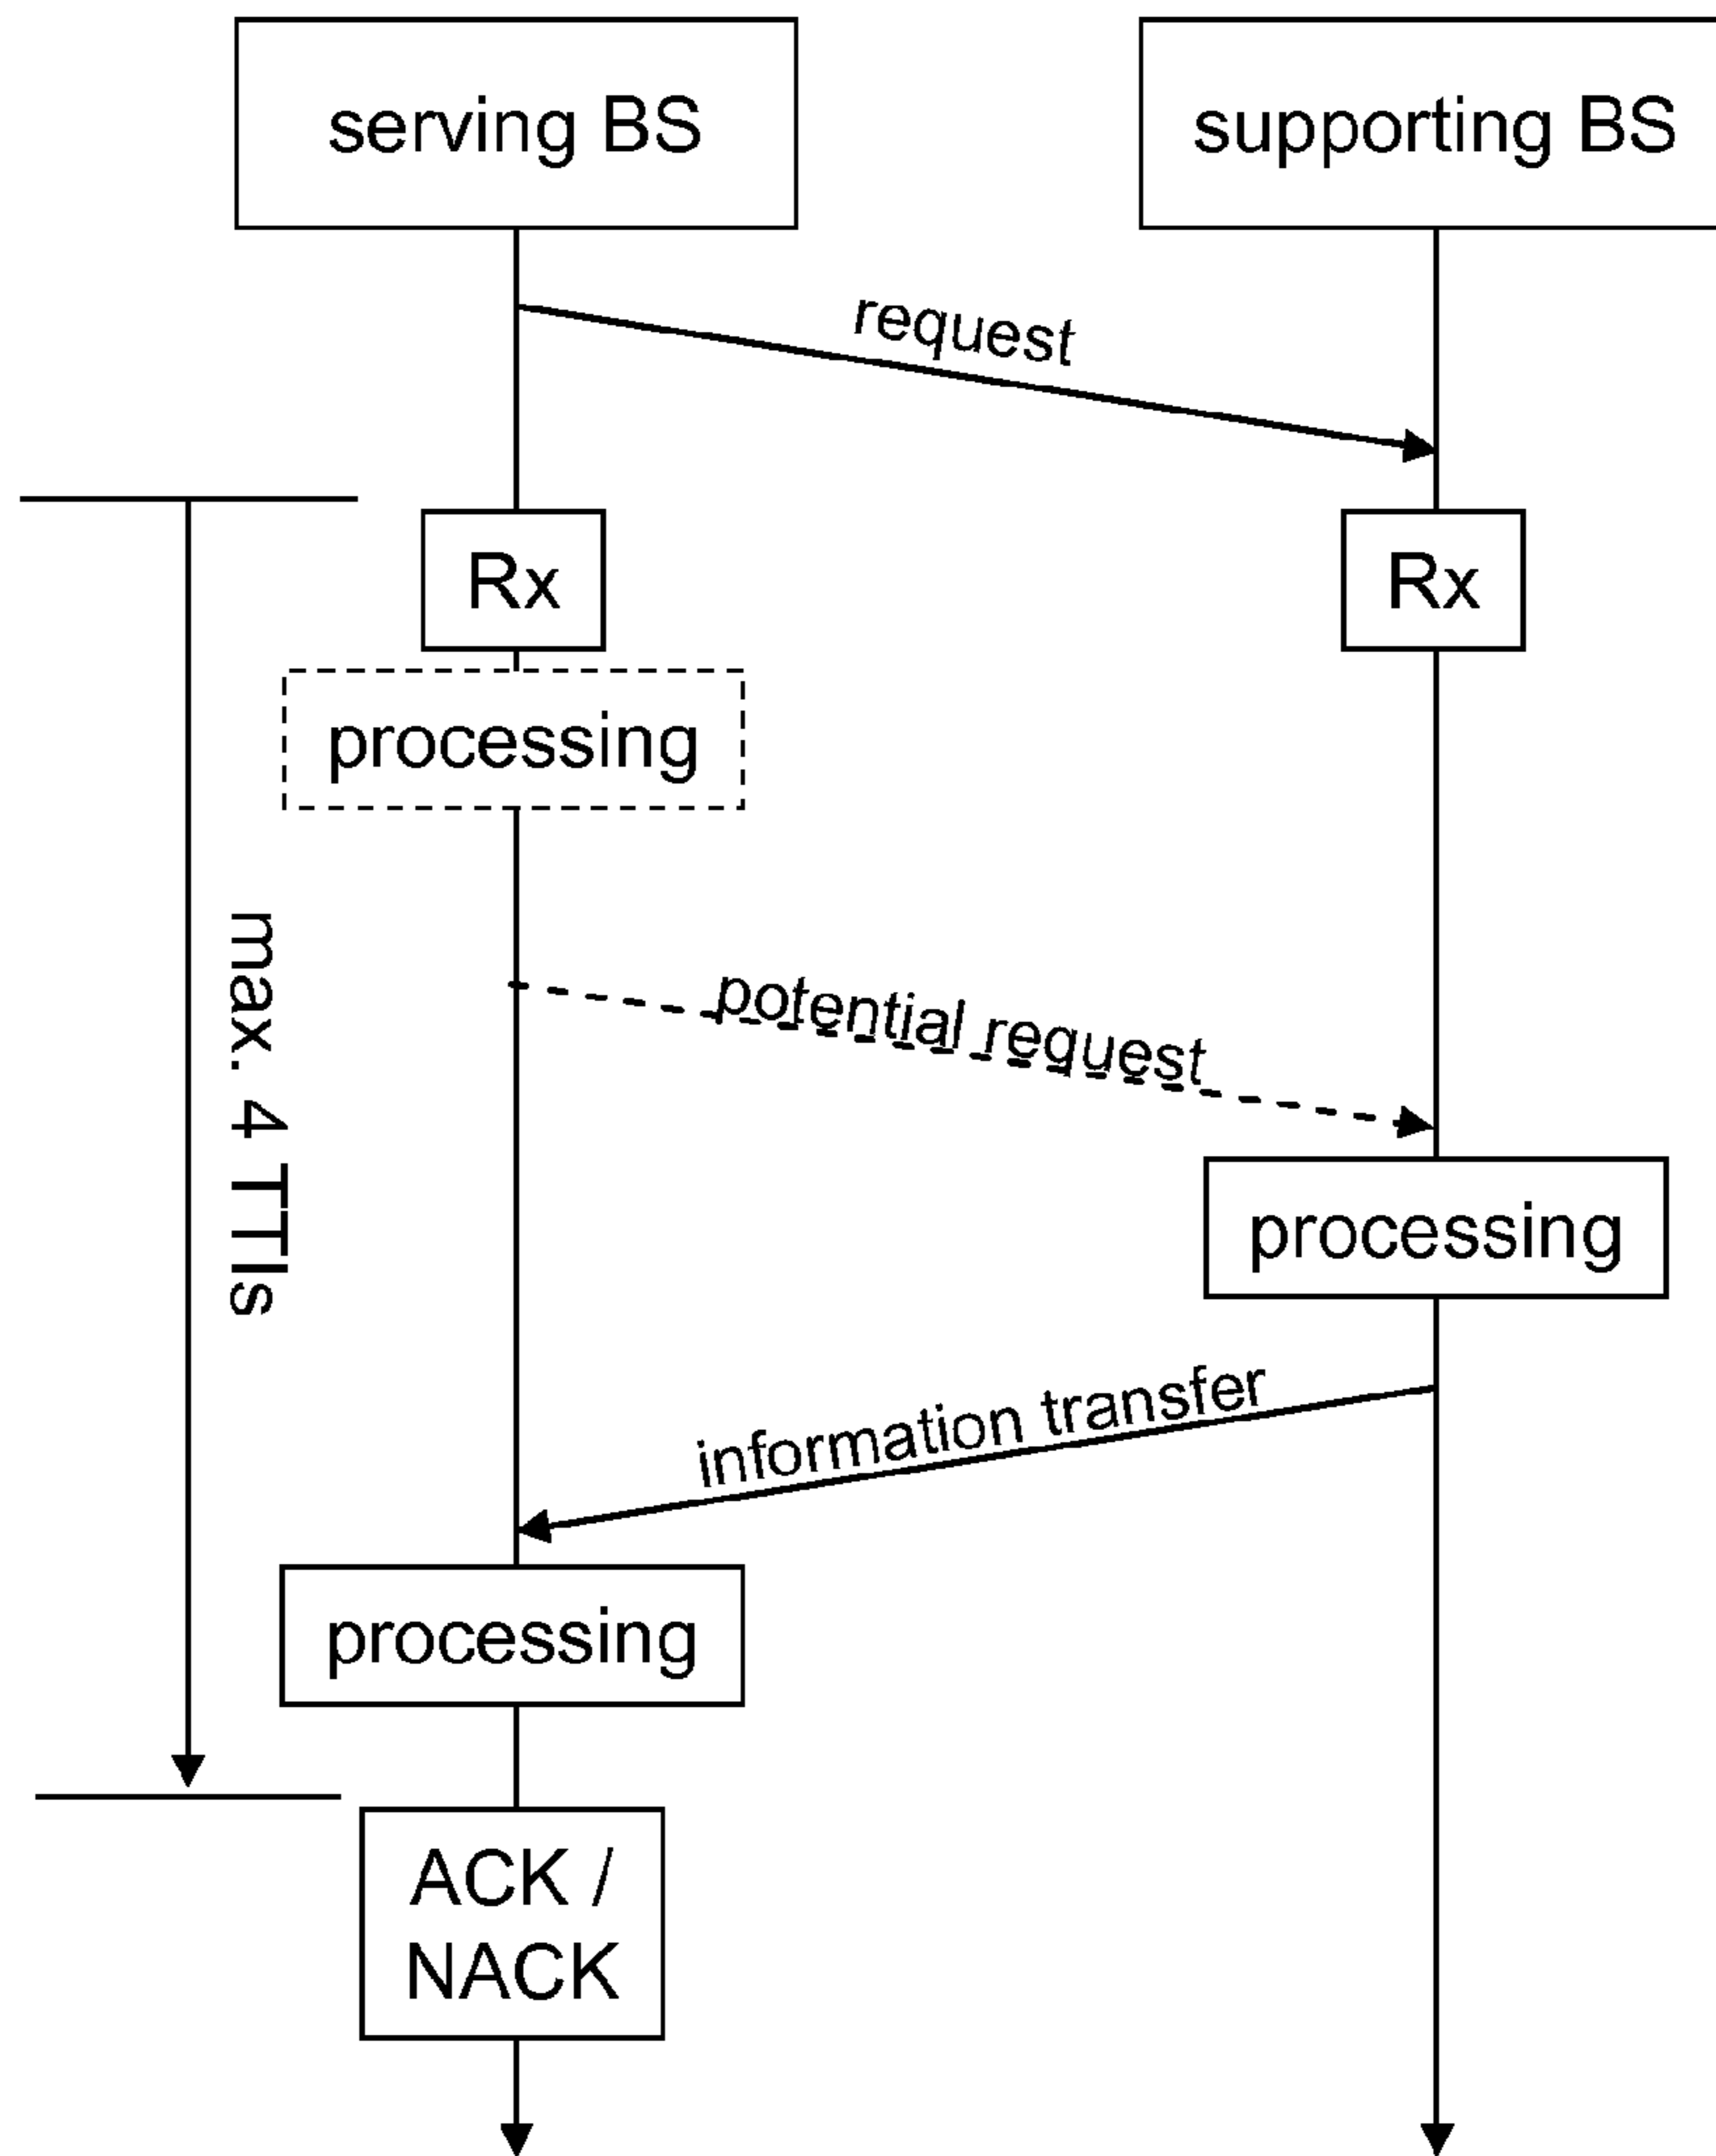 serving BS
supporting BS
request
Rx
Rx
processing
max. 4 TTIs
potential request
processing
information transfer
processing
ACK /
NACK